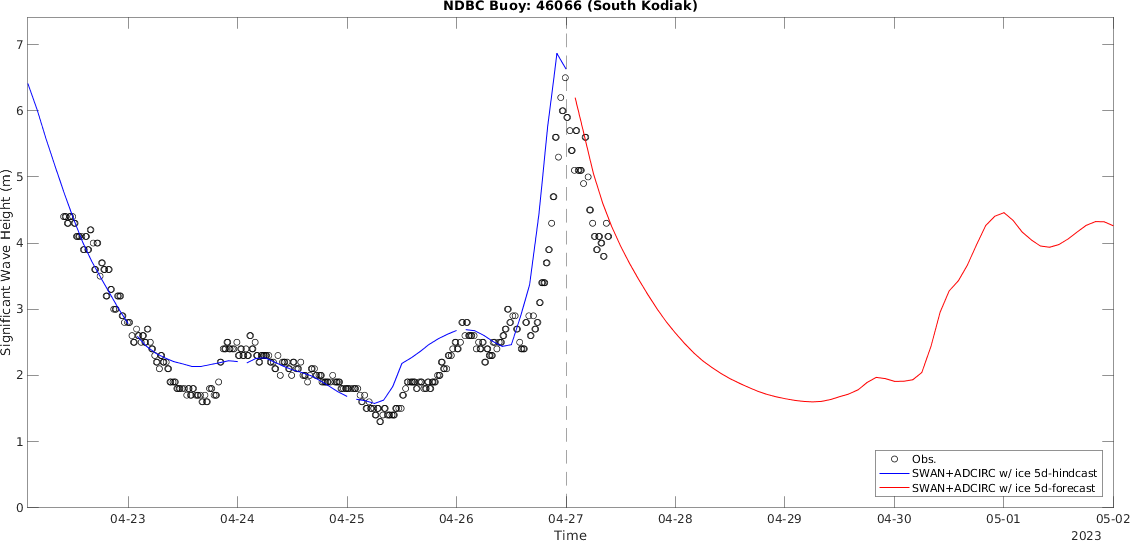 NDBC Buoy: 46066 (South Kodiak)
Significant Wave Height (m)
7
6
5
4
3
2
1
0
Obs.
SWAN+ADCIRC w/ ice 5d-hindcast
SWAN+ADCIRC w/ ice 5d-forecast
04-23 04-24 04-25 04-26 04-27 04-28 04-29 04-30 05-01 05-02
Time
2023